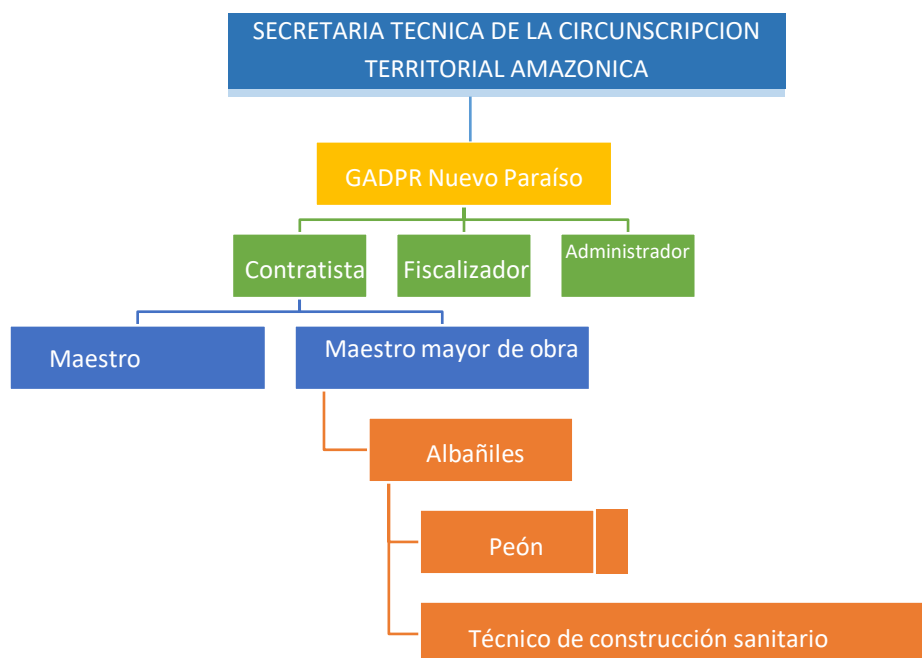 SECRETARIA TECNICA DE LA CIRCUNSCRIPCION
TERRITORIAL AMAZONICA
GADPR Nuevo Paraíso
Contratista
Fiscalizador
Administrador
Maestro
Maestro mayor de obra
Albañiles
Peón
Técnico de construcción sanitario